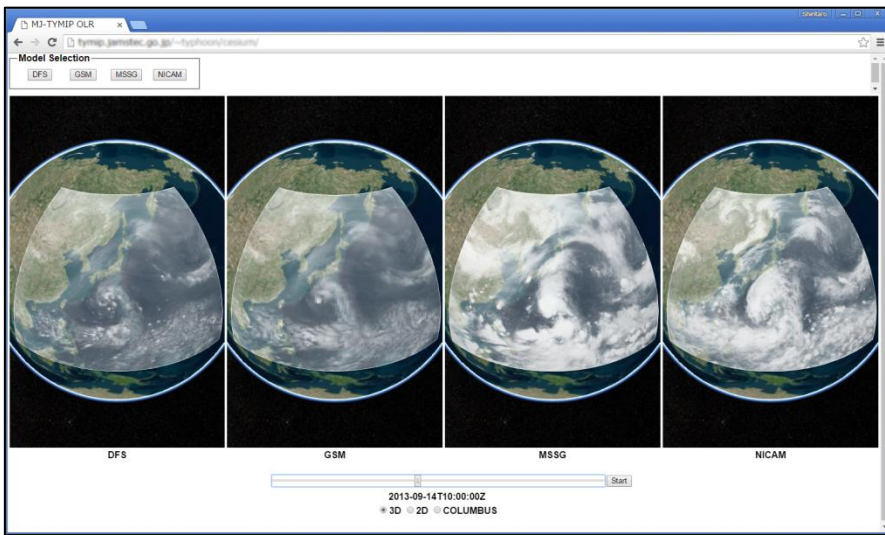 Shintaro
MJ-TYMIP OLR
tymip.jamstec.go.jp/~typhoon/cesium/
Model Selection
DFS GSM MSSG NICAM
DFS GSM MSSG NICAM
Start
2013-09-14T10:00:00Z
3D 2D COLUMBUS